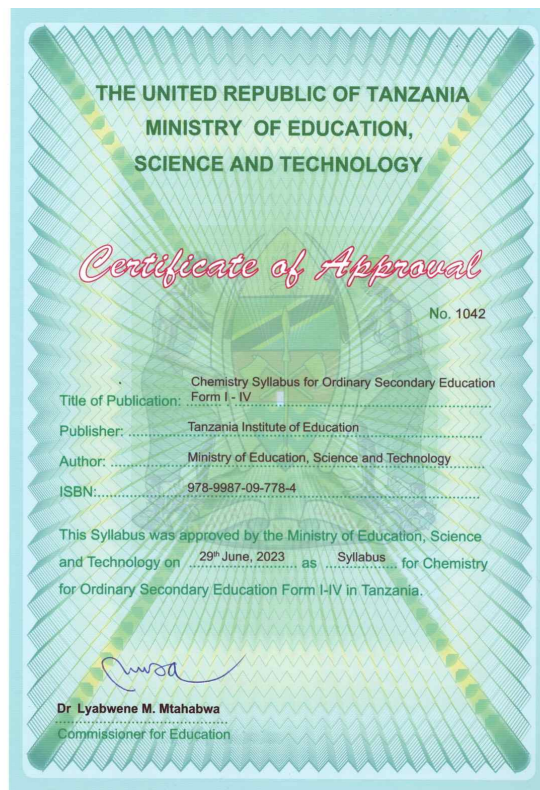 THE UNITED REPUBLIC OF TANZANIA
MINISTRY OF EDUCATION,
SCIENCE AND TECHNOLOGY
Certificate of Approval
No. 1042
Chemistry Syllabus for Ordinary Secondary Education
Title of Publication: Form I - IV
Publisher: Tanzania Institute of Education
Author: Ministry of Education, Science and Technology
ISBN: 978-9987-09-778-4
This Syllabus was approved by the Ministry of Education, Science
and Technology on 29th June, 2023 as Syllabus for Chemistry
for Ordinary Secondary Education Form I-IV in Tanzania.
Dr Lyabwene M. Mtahabwa
Commissioner for Education